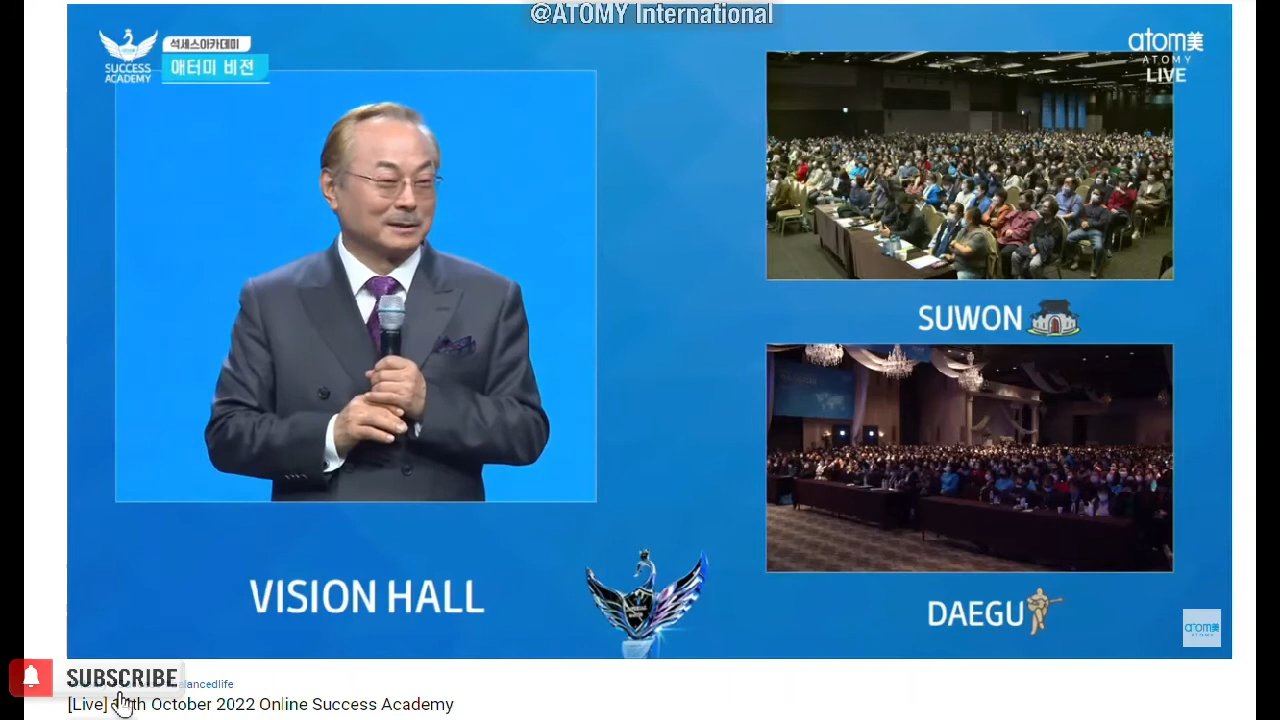 @ATOMY International
석세스아카데미
애터미 비전
SUCCESS
ACADEMY
atom美
ATOMY
LIVE
SUWON
VISION HALL
DAEGU
atom美
ATOMY
SUBSCRIBE
alancedlife
[Live] th October 2022 Online Success Academy